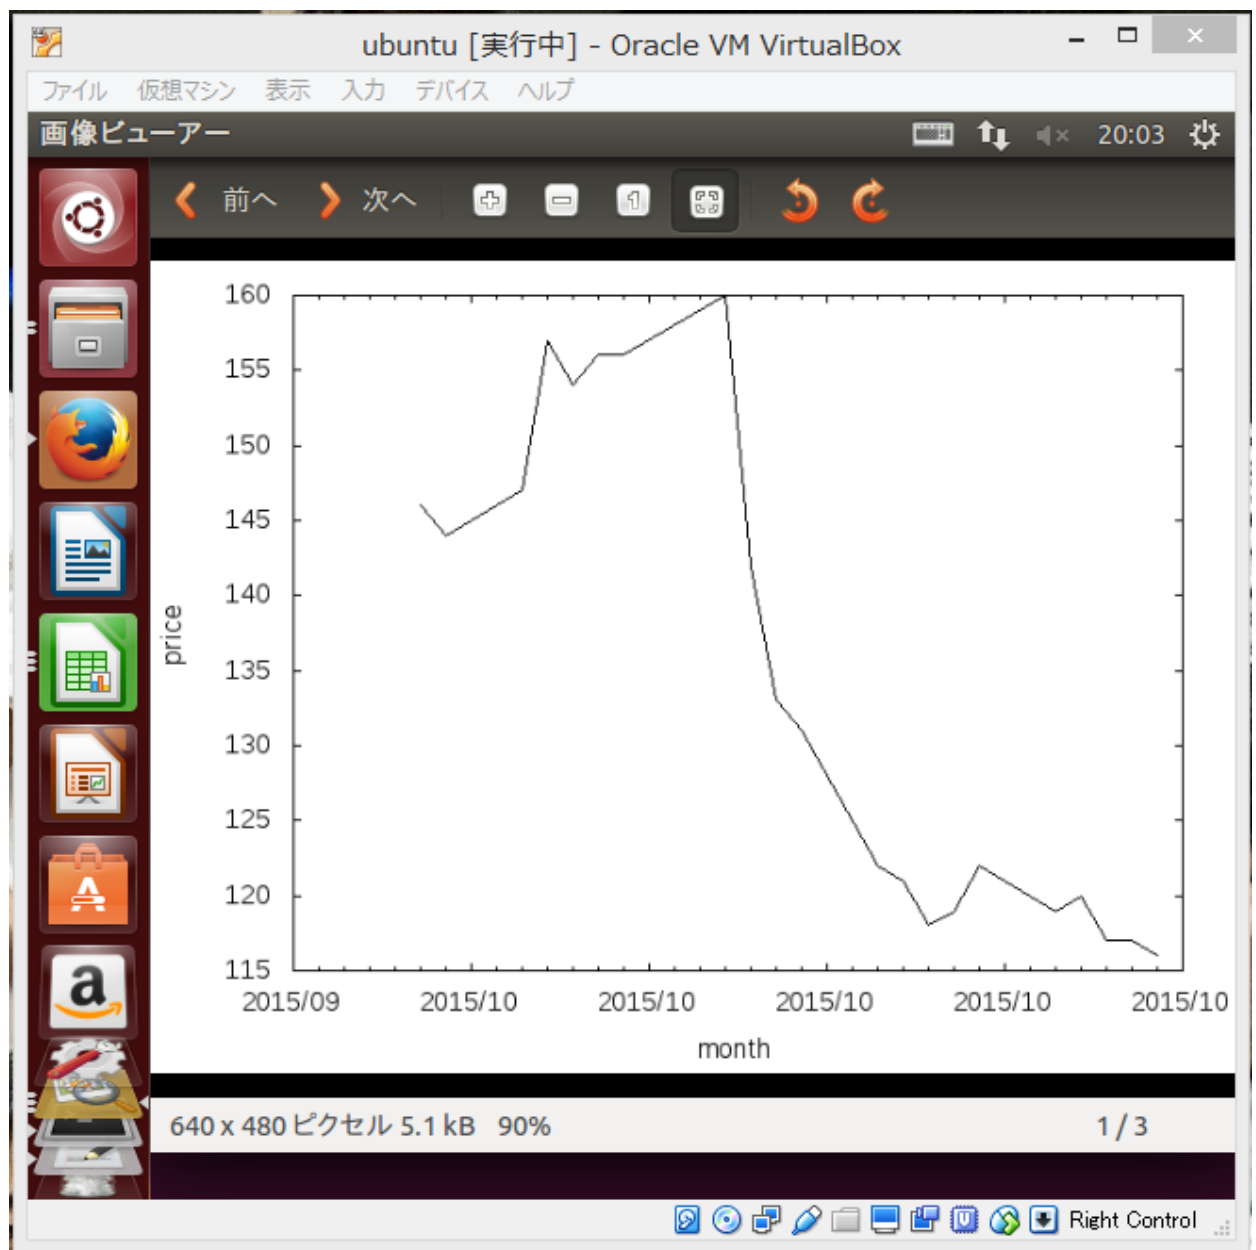 ubuntu [実行中] - Oracle VM VirtualBox
ファイル 仮想マシン 表示 入力 デバイス ヘルプ
画像ビューアー 20:03
前へ 次へ 1
160
155
150
145
140
135
130
125
120
115
price
2015/09 2015/10 2015/10 2015/10 2015/10 2015/10
month
A
a
640 x 480 ピクセル 5.1 kB 90% 1 / 3
Right Control